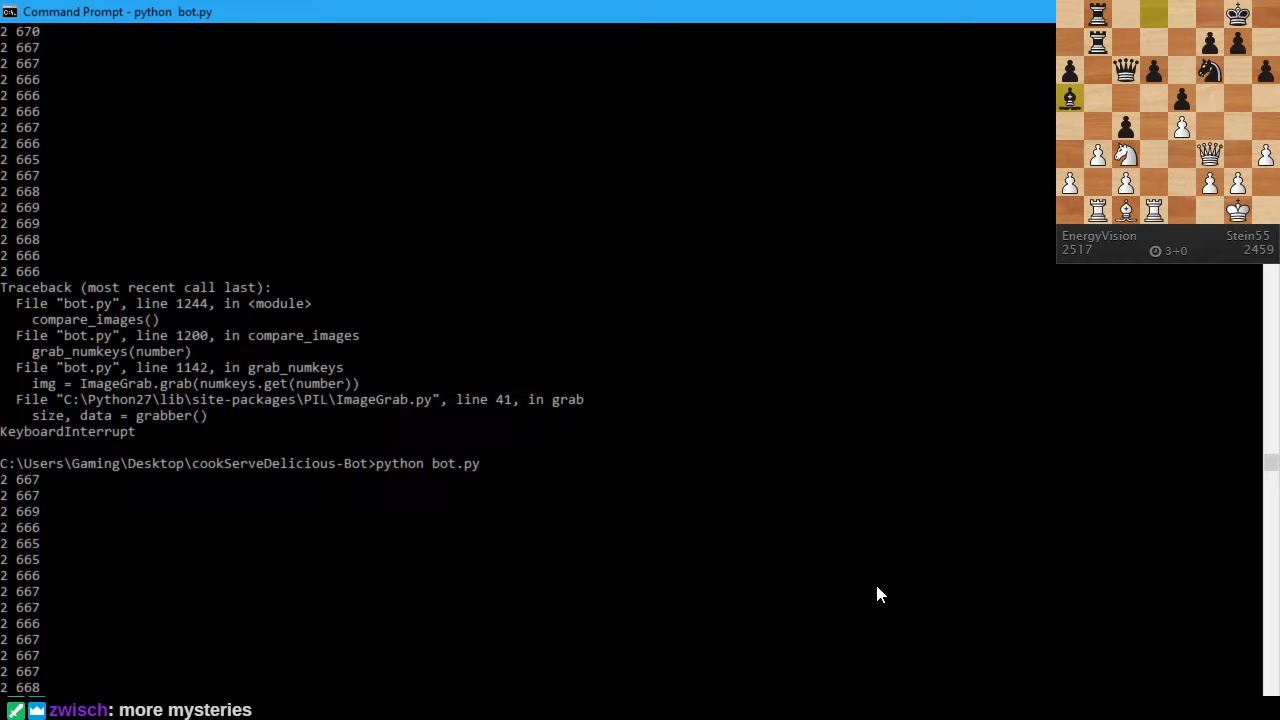 Command Prompt - python  bot.py
2 670
2 667
2 667
2 666
2 666
2 666
2 667
2 666
2 665
2 667
2 668
2 669
2 669
2 668
2 666
2 666
Traceback (most recent call last):
  File "bot.py", line 1244, in <module>
    compare_images()
  File "bot.py", line 1200, in compare_images
    grab_numkeys(number)
  File "bot.py", line 1142, in grab_numkeys
    img = ImageGrab.grab(numkeys.get(number))
  File "C:\Python27\lib\site-packages\PIL\ImageGrab.py", line 41, in grab
    size, data = grabber()
KeyboardInterrupt
C:\Users\Gaming\Desktop\cookServeDelicious-Bot>python bot.py
2 667
2 667
2 669
2 666
2 665
2 665
2 666
2 667
2 667
2 666
2 667
2 667
2 667
2 668
EnergyVision Stein55
2517 3+0 2459
zwisch: more mysteries